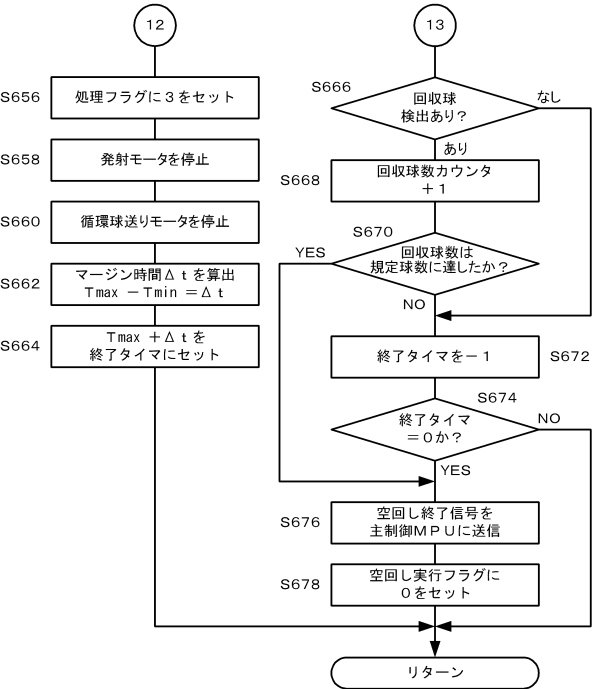 12
S656
処理フラグに３をセット
S658
発射モータを停止
S660
循環球送りモータを停止
S662
マージン時間Δｔを算出
Ｔmax －Ｔmin ＝Δｔ
S664
Ｔmax ＋Δｔを
終了タイマにセット
13
S666
回収球
検出あり？
なし
あり
S668
回収球数カウンタ
＋１
S670
回収球数は
規定球数に達したか？
YES
NO
終了タイマを－１
S672
S674
終了タイマ
＝０か？
NO
YES
S676
空回し終了信号を
主制御ＭＰＵに送信
S678
空回し実行フラグに
０をセット
リターン